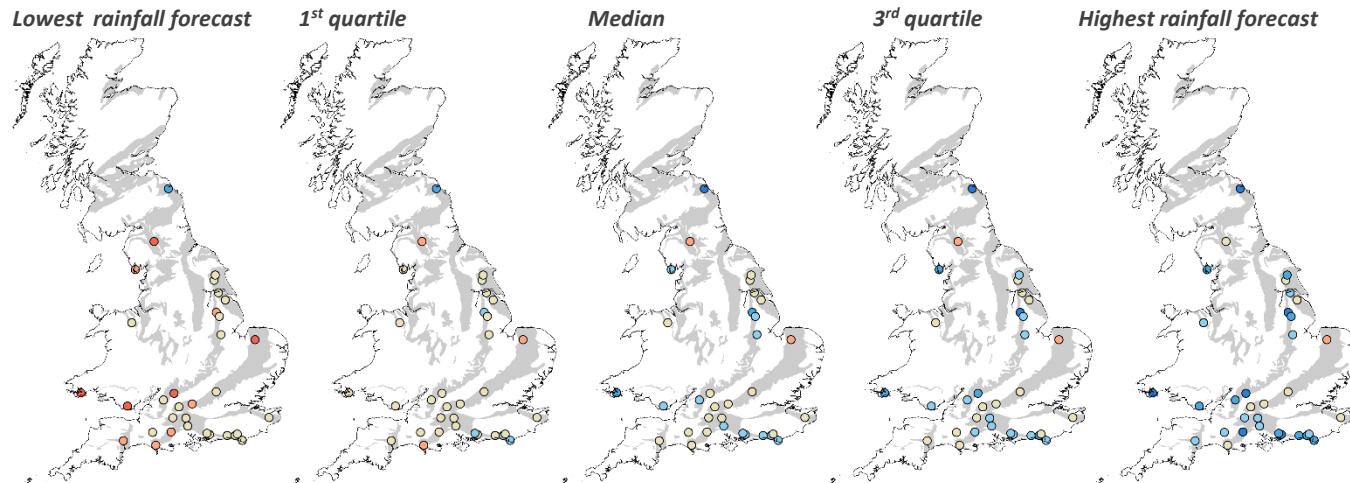 Lowest rainfall forecast
1st quartile
Median
3rd quartile
Highest rainfall forecast